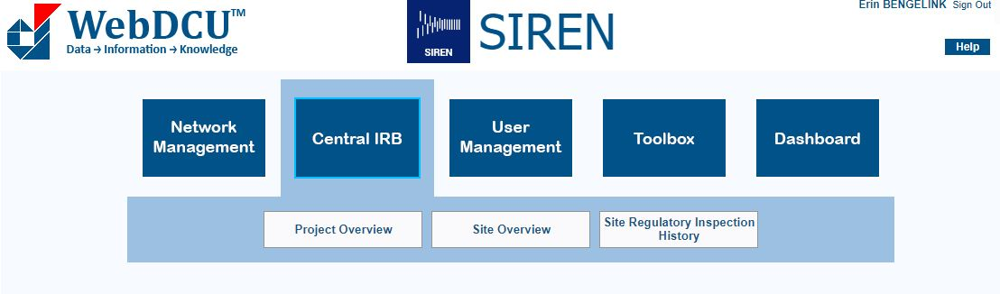 WebDCU™
Data → Information → Knowledge
SIREN
SIREN
Erin BENGELINK Sign Out
Help
Network
Management
Central IRB
User
Management
Toolbox
Dashboard
Project Overview
Site Overview
Site Regulatory Inspection
History